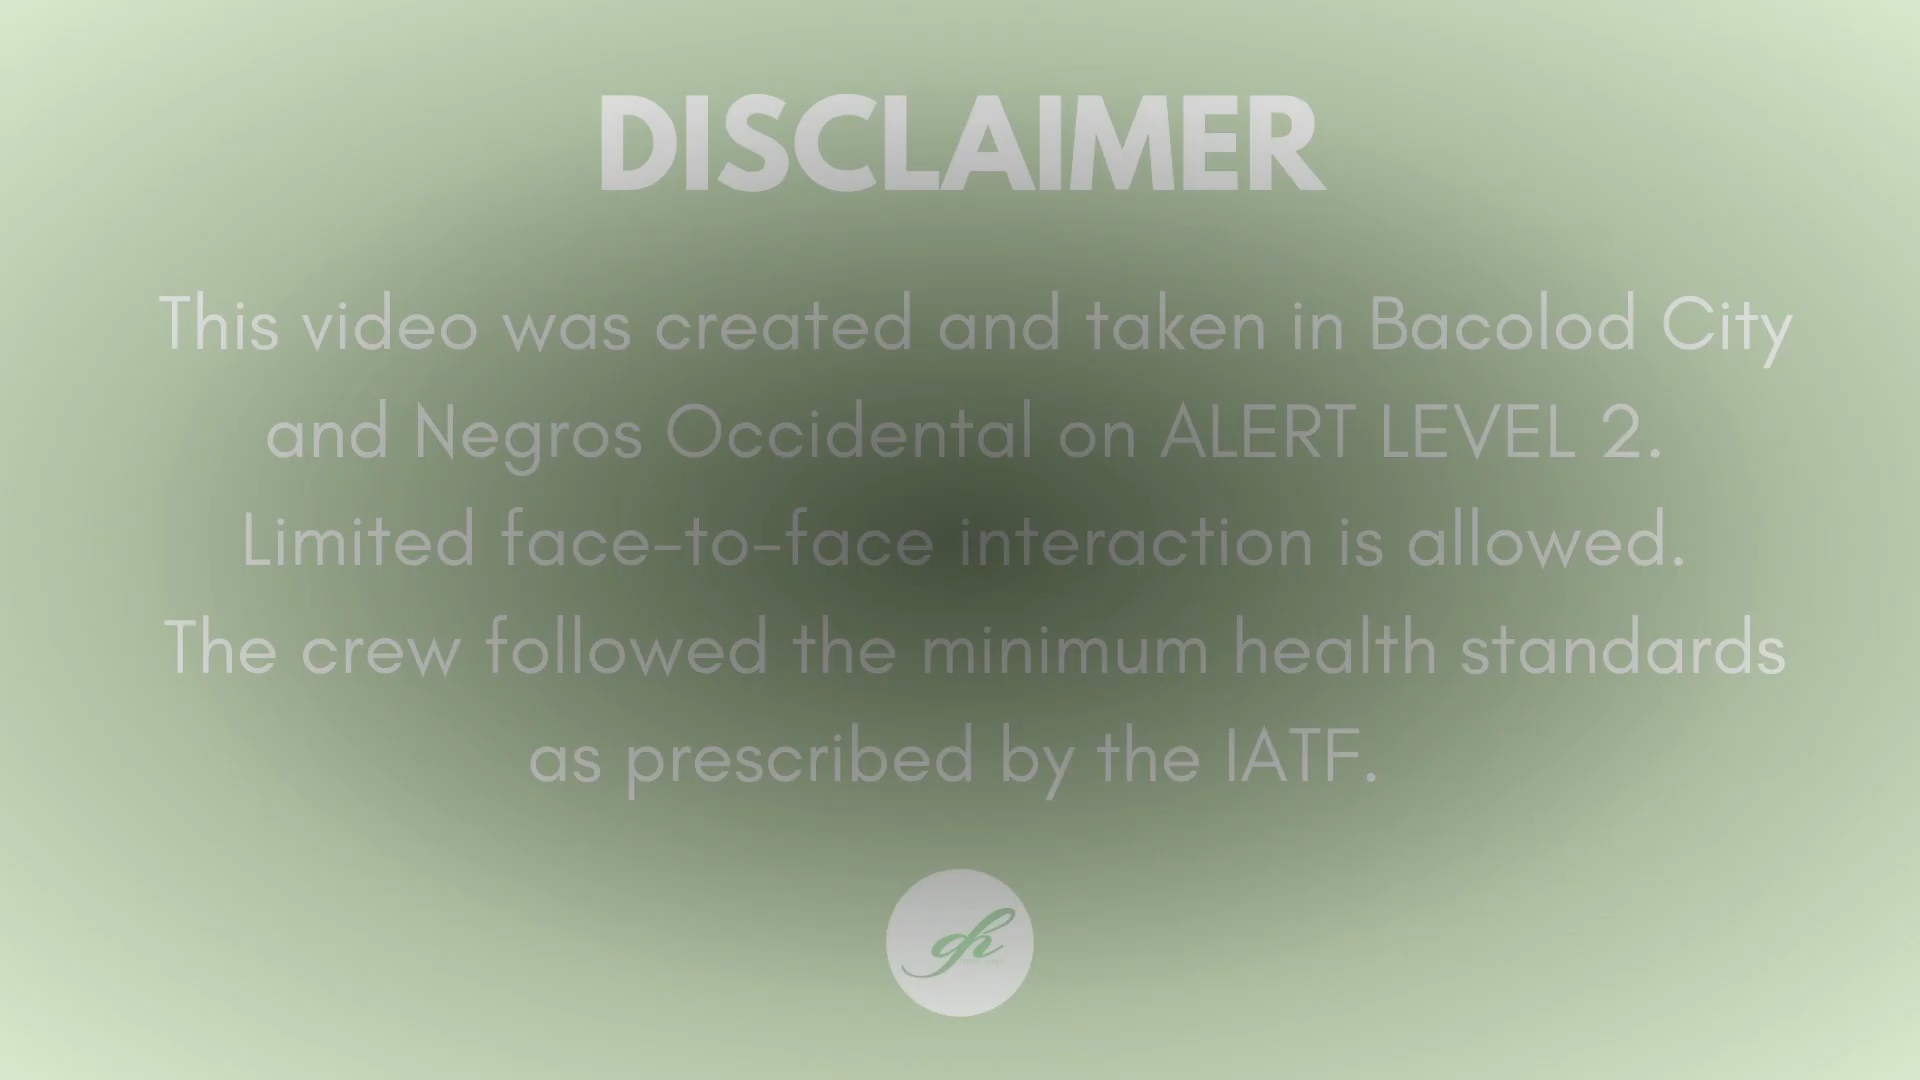 DISCLAIMER
This video was created and taken in Bacolod City
and Negros Occidental on ALERT LEVEL 2.
Limited face-to-face interaction is allowed.
The crew followed the minimum health standards
as prescribed by the IATF.